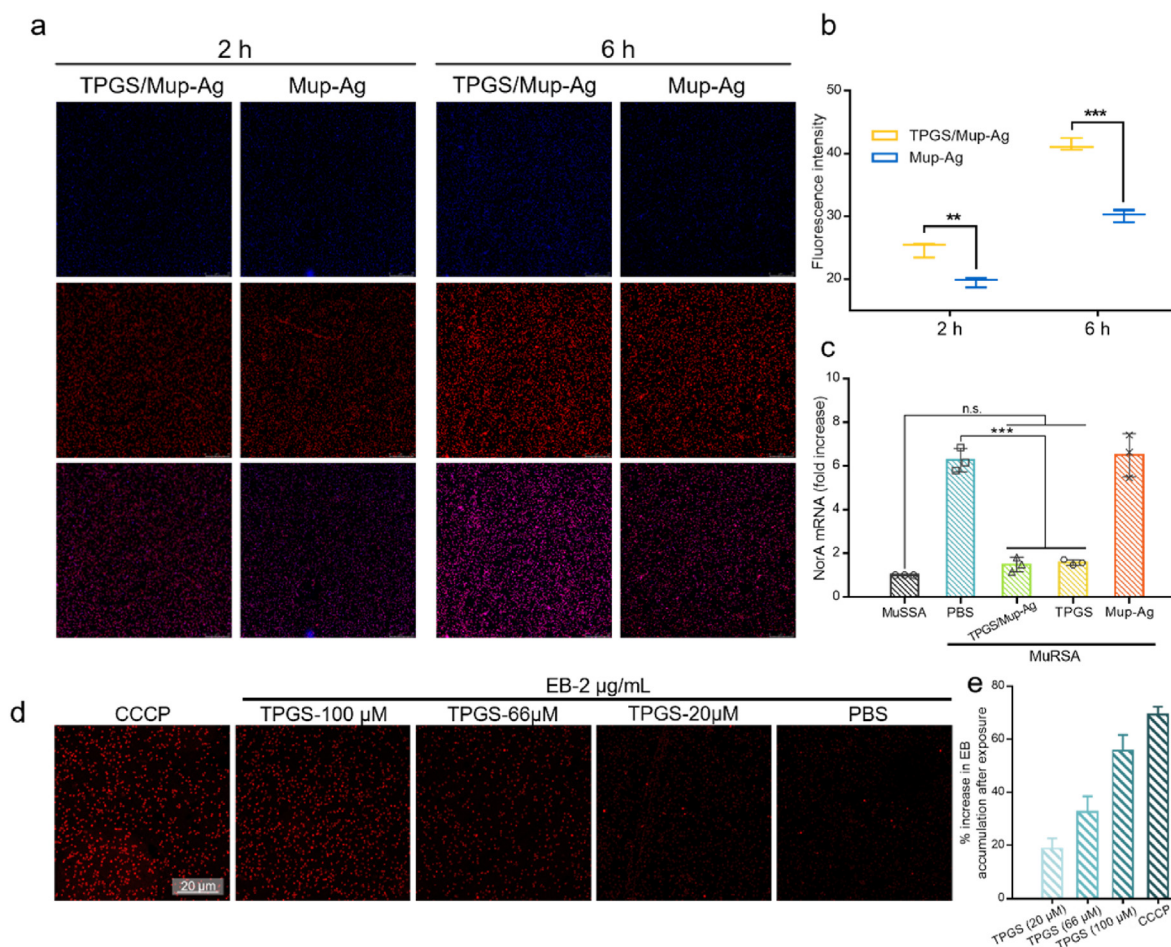 a
2 h
6 h
TPGS/Mup-Ag
Mup-Ag
TPGS/Mup-Ag
Mup-Ag
b
Fluorescence intensity
50
40
30
20
TPGS/Mup-Ag
Mup-Ag
**
***
2 h
6 h
c
NorA mRNA (fold increase)
10
8
6
4
2
0
n.s.
***
MuSSA
PBS
TPGS/Mup-Ag
TPGS
Mup-Ag
MuRSA
d
EB-2 µg/mL
CCCP
TPGS-100 µM
TPGS-66µM
TPGS-20µM
PBS
20 µm
e
% increase in EB
accumulation after exposure
80
60
40
20
0
TPGS (20 µM)
TPGS (66 µM)
TPGS (100 µM)
CCCP